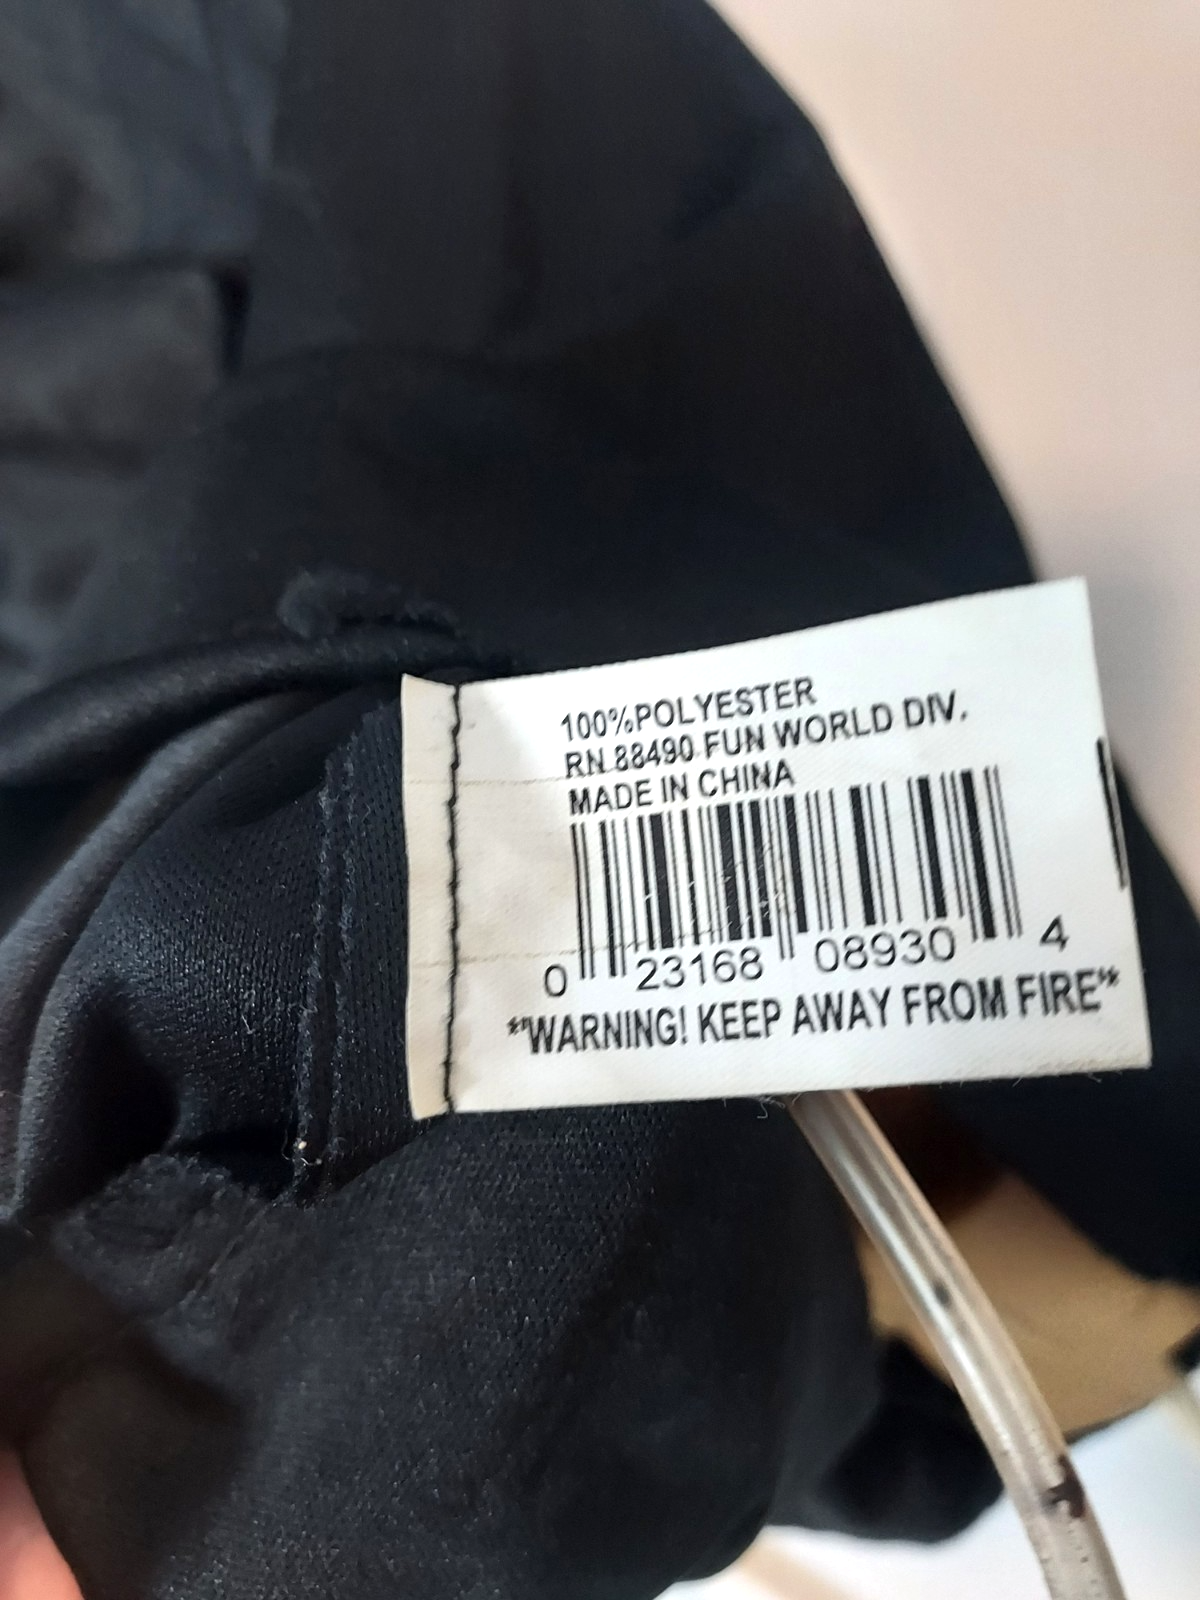 100%POLYESTER
RN 88490 FUN WORLD DIV.
MADE IN CHINA
0 23168 08930 4
**WARNING! KEEP AWAY FROM FIRE**